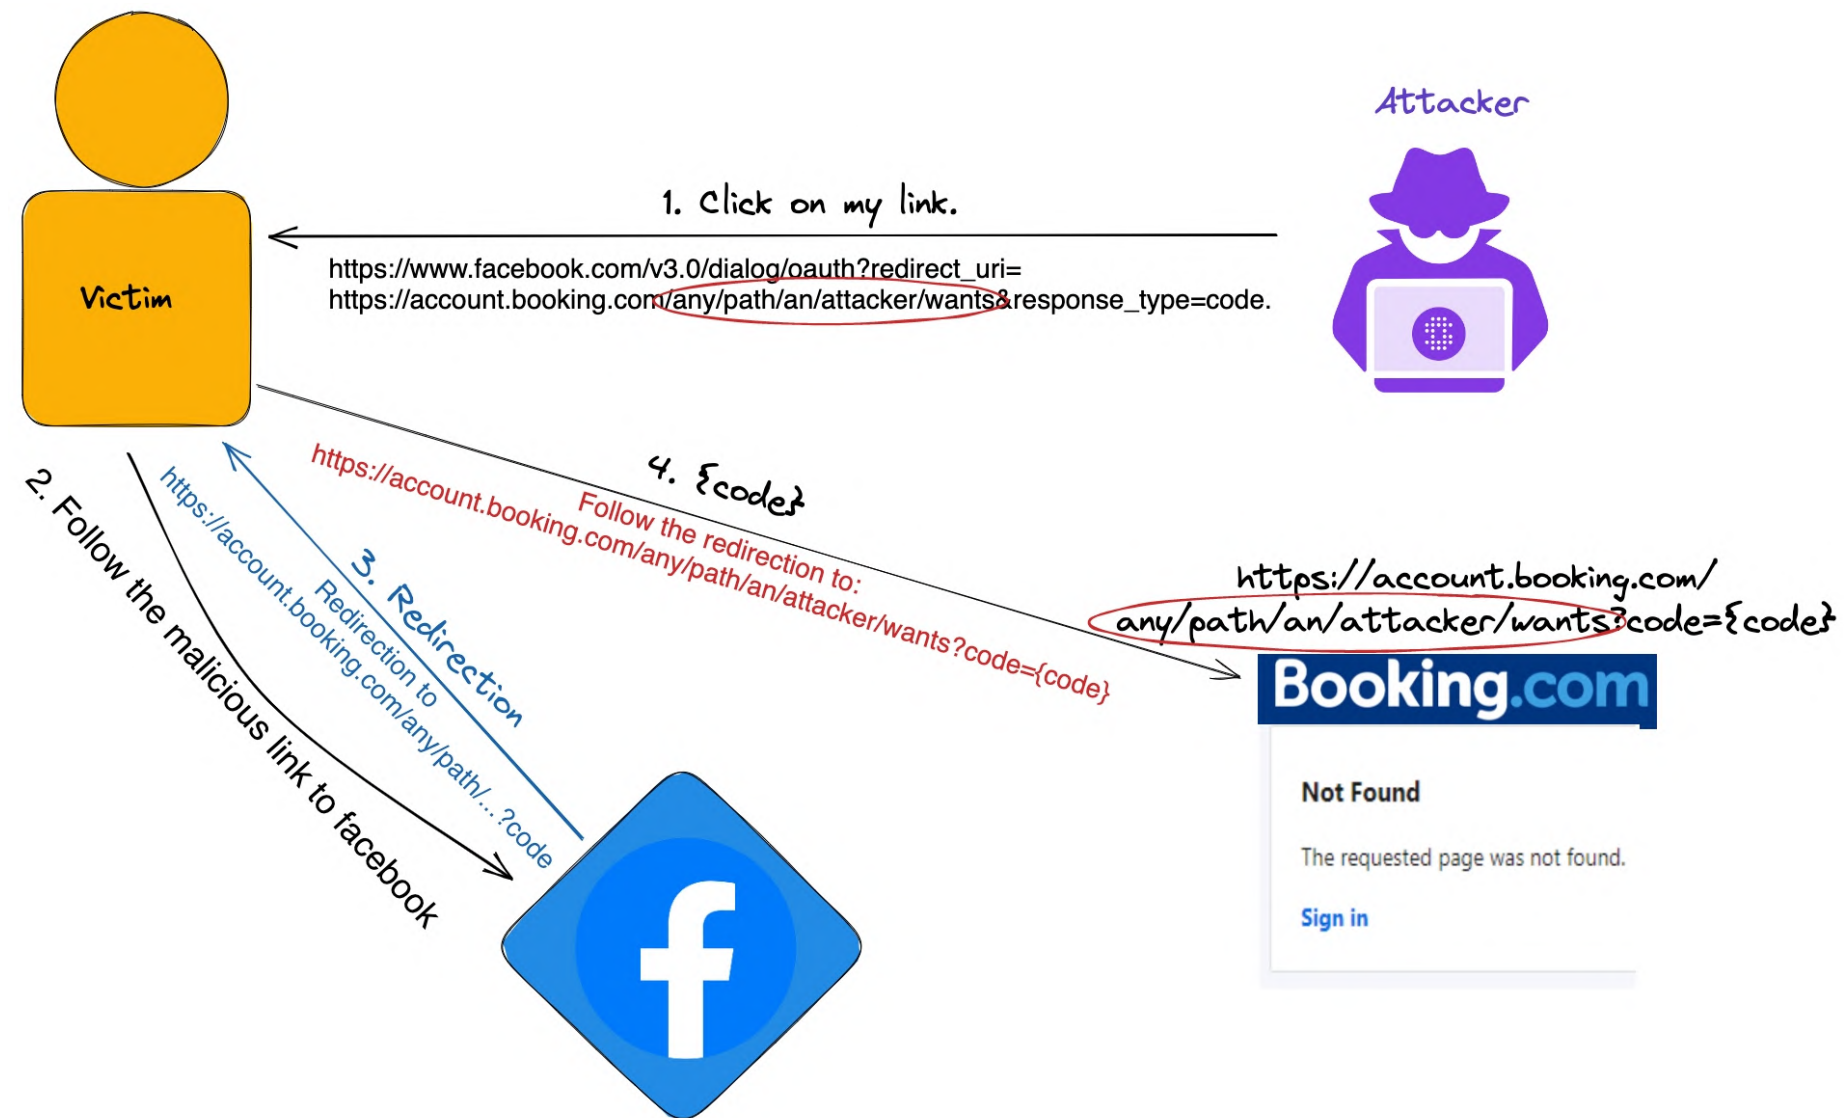 Attacker
1. Click on my link.
https://www.facebook.com/v3.0/dialog/oauth?redirect_uri=
https://account.booking.com/any/path/an/attacker/wants&response_type=code.
Victim
2. Follow the malicious link to facebook
3. Redirection
Redirection to
https://account.booking.com/any/path/...?code
4. {code}
Follow the redirection to:
https://account.booking.com/any/path/an/attacker/wants?code={code}
https://account.booking.com/
any/path/an/attacker/wants?code={code}
Booking.com
Not Found
The requested page was not found.
Sign in
f